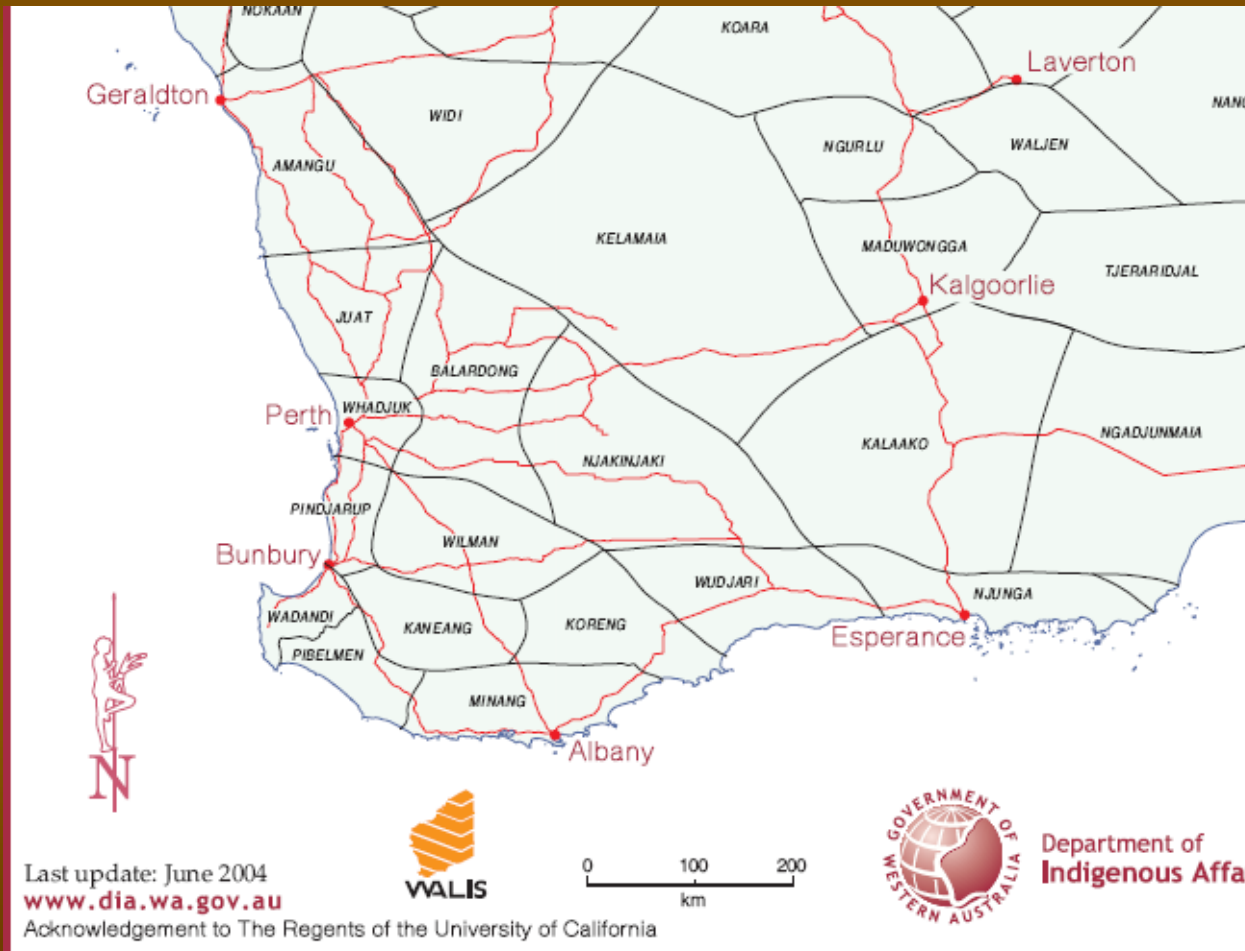 NOKAAN
KOARA
Laverton
Geraldton
WIDI
NANG
NGURLU
WALJEN
AMANGU
KELAMAIA
MADUWONGGA
TJERARIDJAL
Kalgoorlie
JUAT
BALARDONG
WHADJUK
Perth
KALAAKO
NGADJUNMAIA
NJAKINJAKI
PINDJARUP
WILMAN
Bunbury
WUDJARI
NJUNGA
WADANDI
KANEANG
KORENG
Esperance
PIBELMEN
MINANG
Albany
N
GOVERNMENT OF
WESTERN AUSTRALIA
Department of
Indigenous Affa
WALIS
0 100 200
km
Last update: June 2004
www.dia.wa.gov.au
Acknowledgement to The Regents of the University of California